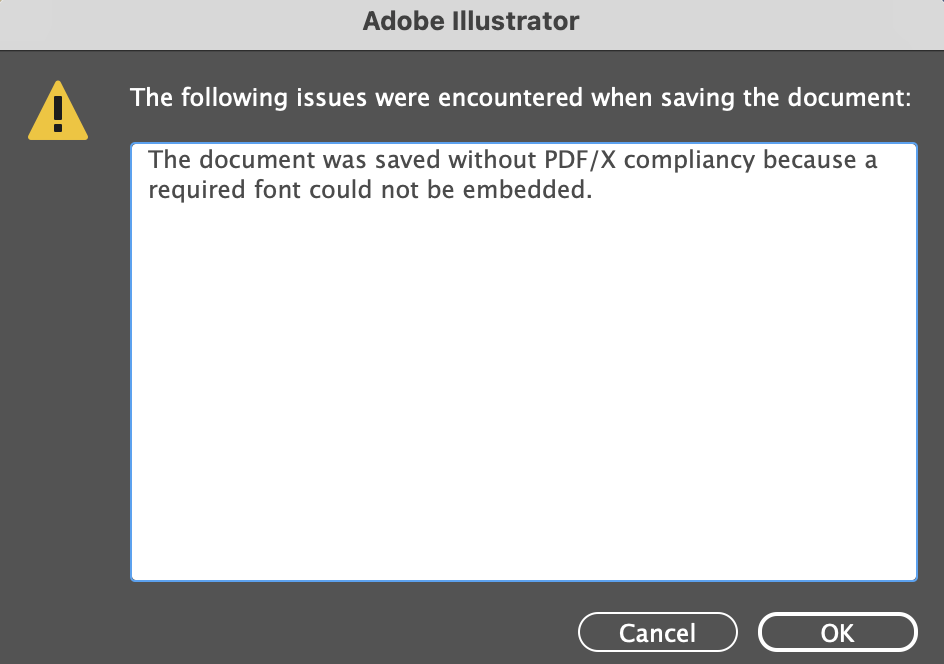 Adobe Illustrator
The following issues were encountered when saving the document:
The document was saved without PDF/X compliancy because a
required font could not be embedded.
Cancel
OK